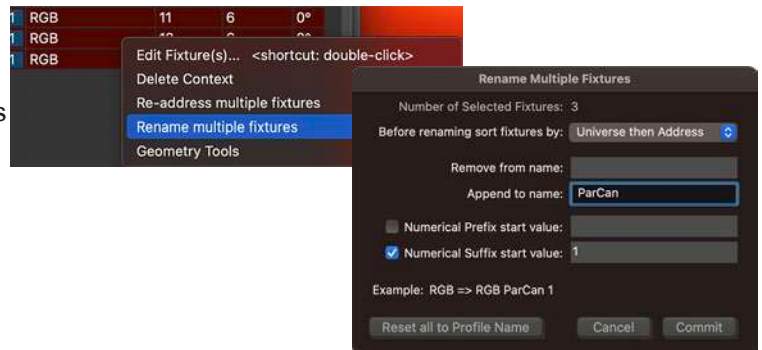 1 RGB 11 6 0°
1 RGB
1 RGB
s
Edit Fixture(s)... <shortcut: double-click>
Delete Context
Re-address multiple fixtures
Rename multiple fixtures
Geometry Tools
Rename Multiple Fixtures
Number of Selected Fixtures: 3
Before renaming sort fixtures by: Universe then Address
Remove from name:
Append to name: ParCan
Numerical Prefix start value:
Numerical Suffix start value: 1
Example: RGB => RGB ParCan 1
Reset all to Profile Name Cancel Commit